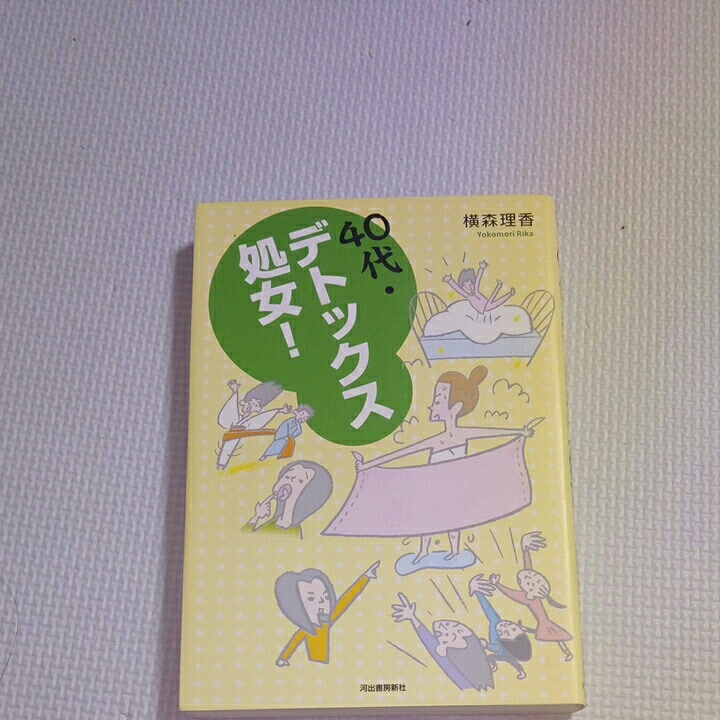 40代・
デトックス
処女!
横森理香
Yokomori Rika
河出書房新社